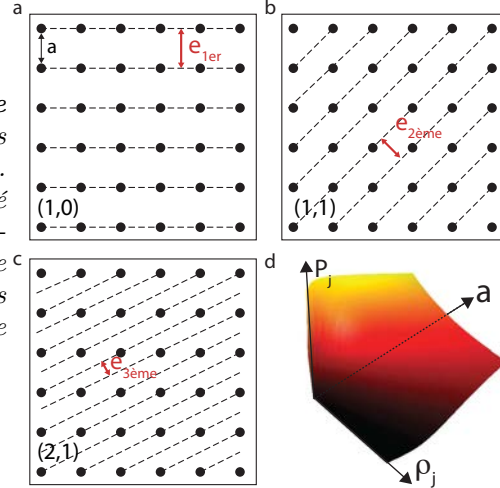 a
a
e1er
(1,0)
b
e2ème
(1,1)
e
s
.
é
-
e
s
e
c
e3ème
(2,1)
d
Pj
a
ρj